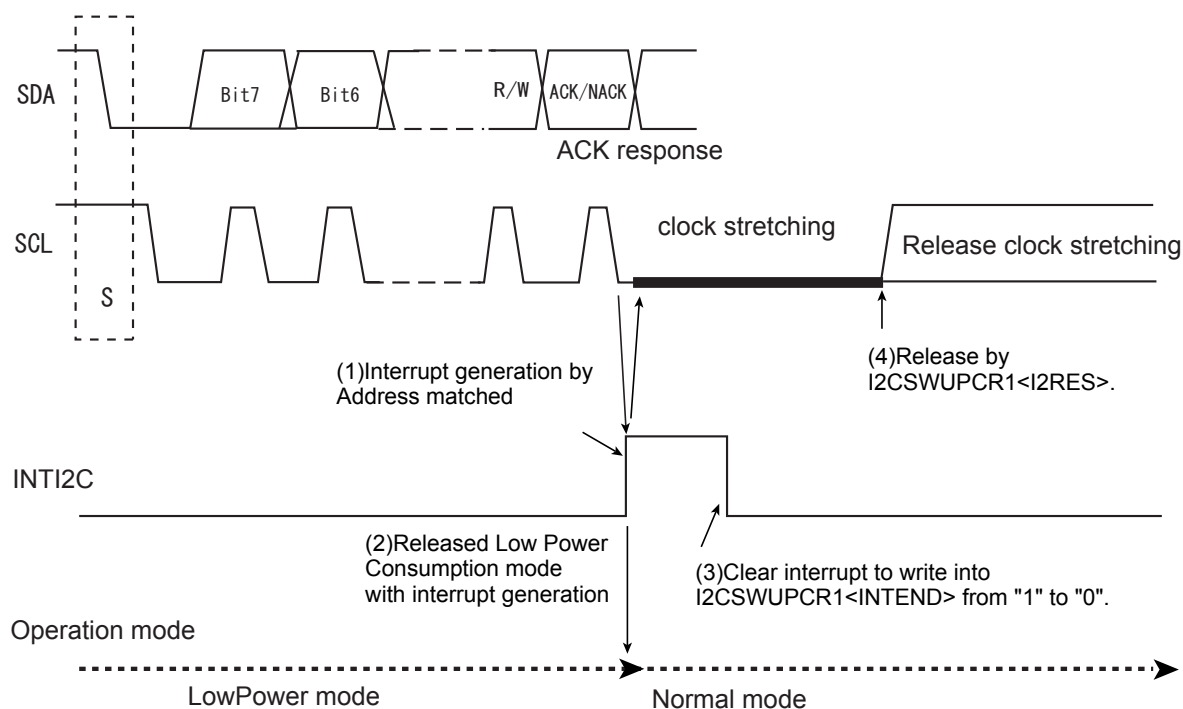 SDA
Bit7
Bit6
R/W
ACK/NACK
ACK response
SCL
clock stretching
Release clock stretching
S
(1)Interrupt generation by
Address matched
(4)Release by
I2CSWUPCR1<I2RES>.
INTI2C
(2)Released Low Power
Consumption mode
with interrupt generation
(3)Clear interrupt to write into
I2CSWUPCR1<INTEND> from "1" to "0".
Operation mode
LowPower mode
Normal mode